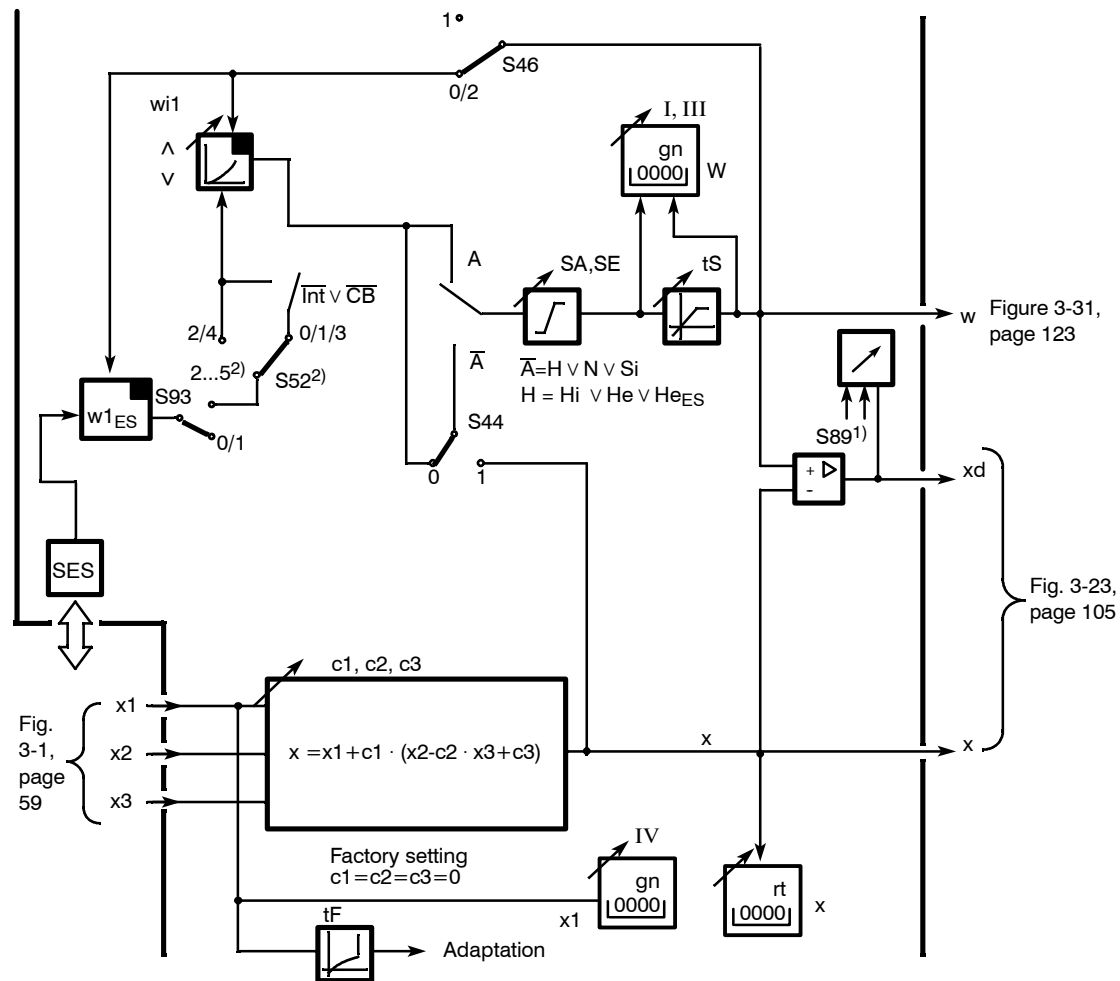 1
S46
0/2
wi1
I, III
gn
0000
W
A
SA,SE
tS
Int ∨ CB
2/4
0/1/3
w
Figure 3-31,
page 123
2...5²⁾
S52²⁾
A
A=H ∨ N ∨ Si
H = Hi ∨ He ∨ HeES
S93
w1ES
0/1
S44
0
1
S89¹⁾
+
-
xd
SES
Fig. 3-23,
page 105
c1, c2, c3
Fig.
3-1,
page
59
x1
x2
x3
x =x1+c1 · (x2-c2 · x3+c3)
x
x
Factory setting
c1=c2=c3=0
IV
gn
0000
x1
rt
0000
x
tF
Adaptation